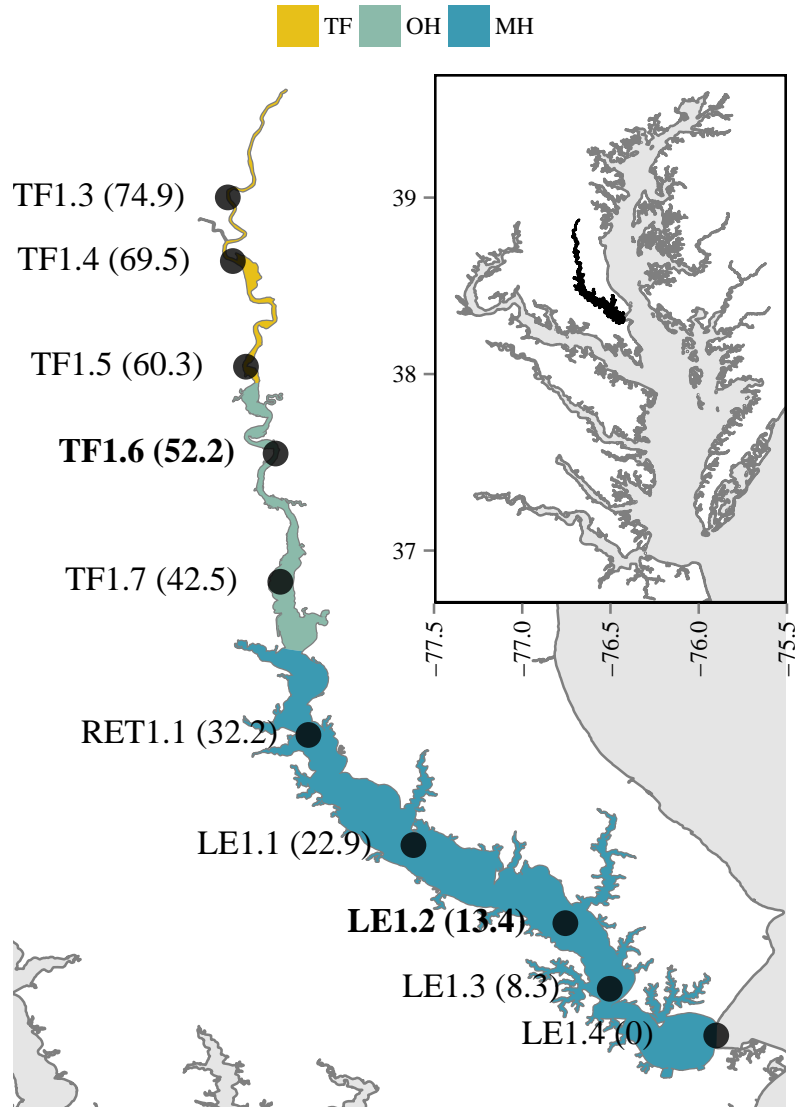 TF OH MH
TF1.3 (74.9)
TF1.4 (69.5)
TF1.5 (60.3)
TF1.6 (52.2)
TF1.7 (42.5)
RET1.1 (32.2)
LE1.1 (22.9)
LE1.2 (13.4)
LE1.3 (8.3)
LE1.4 (0)
39
38
37
−77.5
−77.0
−76.5
−76.0
−75.5